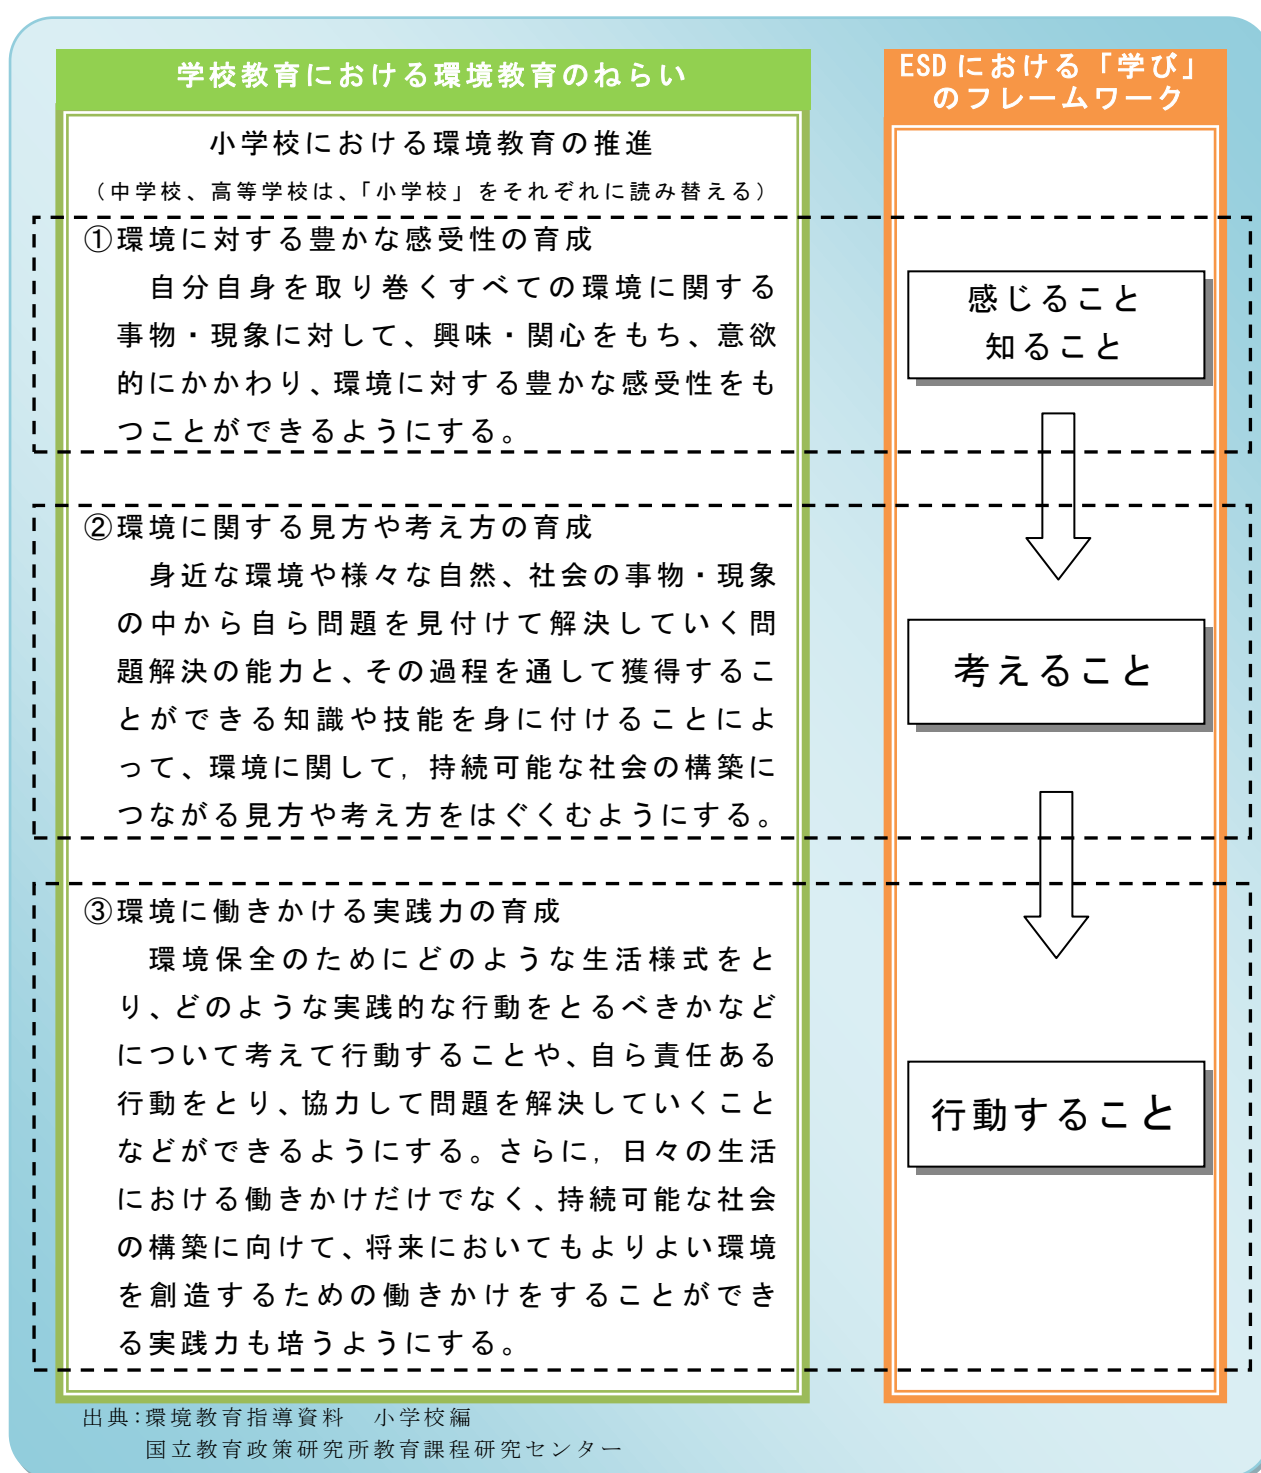 学校教育における環境教育のねらい
小学校における環境教育の推進
（中学校、高等学校は、「小学校」をそれぞれに読み替える）
①環境に対する豊かな感受性の育成
自分自身を取り巻くすべての環境に関する
事物・現象に対して、興味・関心をもち、意欲
的にかかわり、環境に対する豊かな感受性をも
つことができるようにする。
②環境に関する見方や考え方の育成
身近な環境や様々な自然、社会の事物・現象
の中から自ら問題を見付けて解決していく問
題解決の能力と、その過程を通して獲得するこ
とができる知識や技能を身に付けることによ
って、環境に関して，持続可能な社会の構築に
つながる見方や考え方をはぐくむようにする。
③環境に働きかける実践力の育成
環境保全のためにどのような生活様式をと
り、どのような実践的な行動をとるべきかなど
について考えて行動することや、自ら責任ある
行動をとり、協力して問題を解決していくこと
などができるようにする。さらに，日々の生活
における働きかけだけでなく、持続可能な社会
の構築に向けて、将来においてもよりよい環境
を創造するための働きかけをすることができ
る実践力も培うようにする。
ESDにおける「学び」
のフレームワーク
感じること
知ること
考えること
行動すること
出典：環境教育指導資料　小学校編
国立教育政策研究所教育課程研究センター